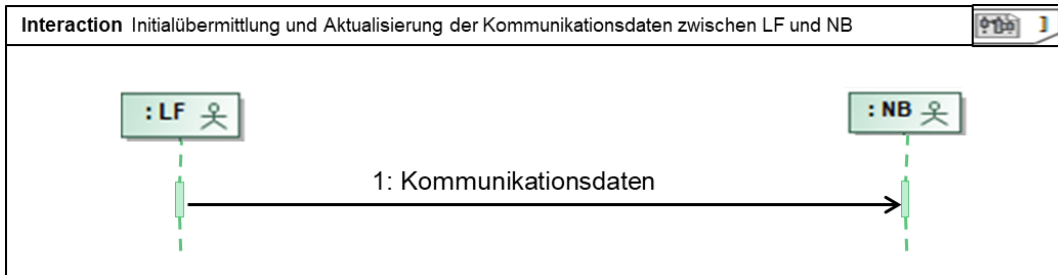 Interaction Initialübermittlung und Aktualisierung der Kommunikationsdaten zwischen LF und NB
: LF
: NB
1: Kommunikationsdaten